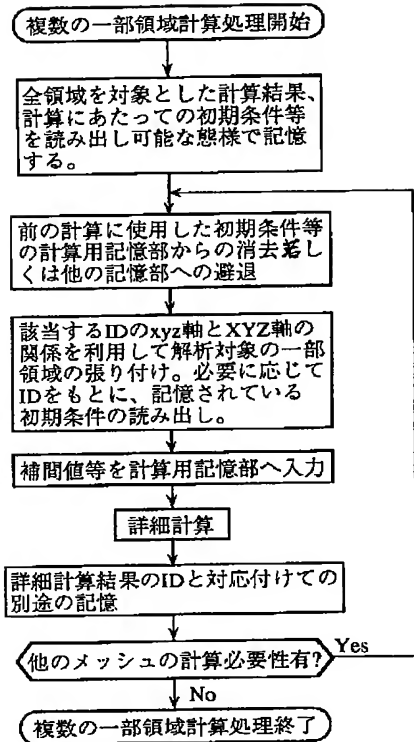 複数の一部領域計算処理開始
全領域を対象とした計算結果、
計算にあたっての初期条件等
を読み出し可能な態様で記憶
する。
前の計算に使用した初期条件等
の計算用記憶部からの消去若し
くは他の記憶部への避退
該当するIDのxyz軸とXYZ軸の
関係を利用して解析対象の一部
領域の張り付け。必要に応じて
IDをもとに、記憶されている
初期条件の読み出し。
補間値等を計算用記憶部へ入力
詳細計算
詳細計算結果のIDと対応付けての
別途の記憶
他のメッシュの計算必要性有?
Yes
No
複数の一部領域計算処理終了